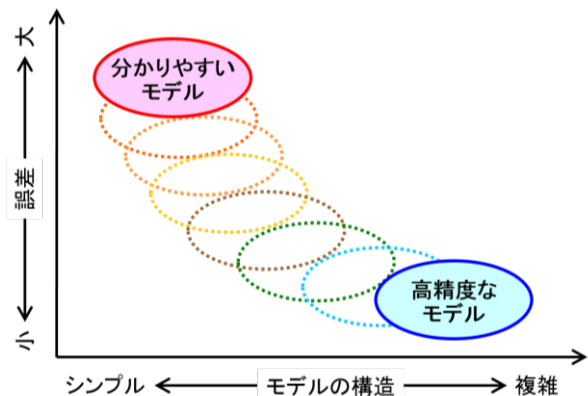 大
分かりやすい
モデル
誤差
高精度な
モデル
小
シンプル
モデルの構造
複雑